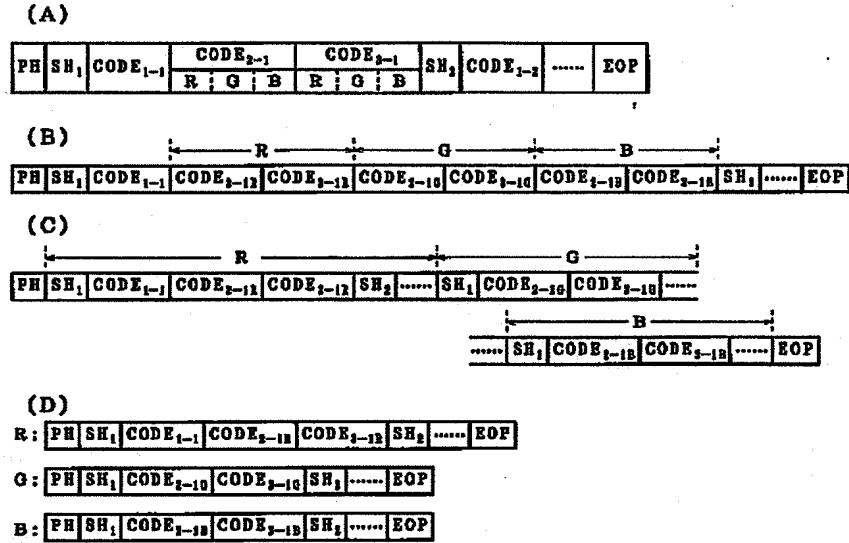 (A)
PH SH₁ CODE₁₋₁ CODE₂₋₁ CODE₃₋₁ SH₂ CODE₁₋₂ ...... EOP
R G B R G B
(B)
R G B
PH SH₁ CODE₁₋₁ CODE₂₋₁R CODE₃₋₁R CODE₂₋₁G CODE₃₋₁G CODE₂₋₁B CODE₃₋₁B SH₂ ...... EOP
(C)
R G
PH SH₁ CODE₁₋₁ CODE₂₋₁R CODE₃₋₁R SH₂ ...... SH₁ CODE₂₋₁G CODE₃₋₁G ......
B
...... SH₁ CODE₂₋₁B CODE₃₋₁B ...... EOP
(D)
R: PH SH₁ CODE₁₋₁ CODE₂₋₁R CODE₃₋₁R SH₂ ...... EOP
G: PH SH₁ CODE₂₋₁G CODE₃₋₁G SH₂ ...... EOP
B: PH SH₁ CODE₂₋₁B CODE₃₋₁B SH₂ ...... EOP